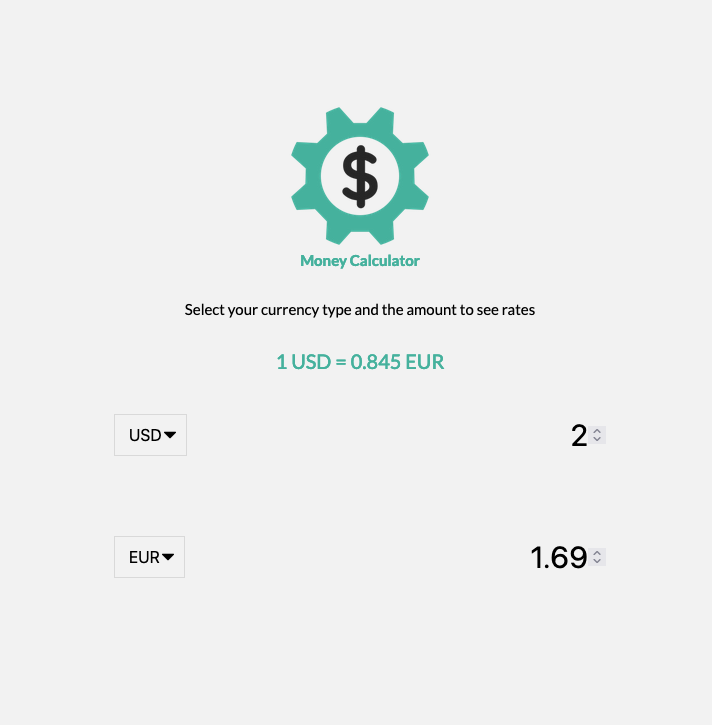 $
Money Calculator
Select your currency type and the amount to see rates
1 USD = 0.845 EUR
USD 2
EUR 1.69